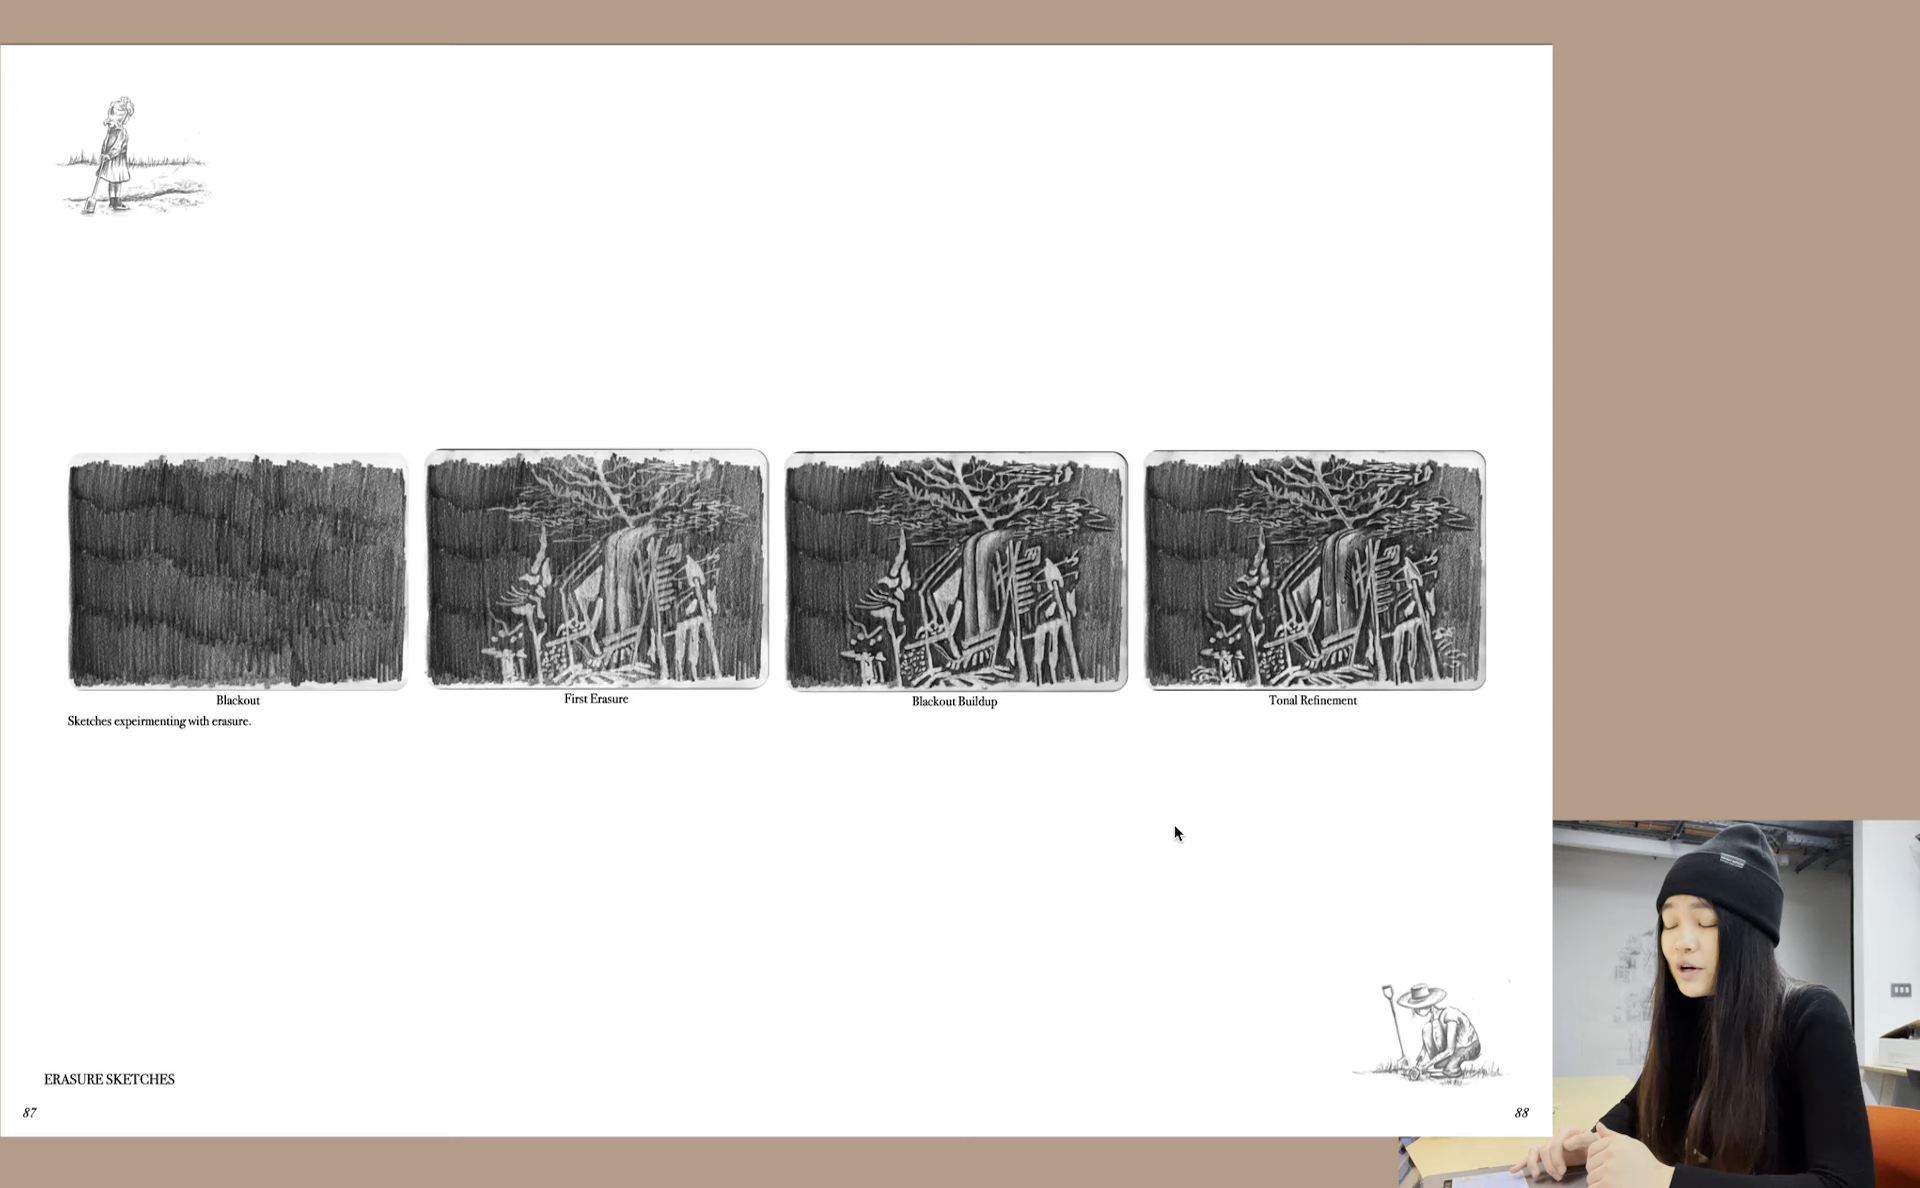 Blackout
First Erasure
Blackout Buildup
Tonal Refinement
Sketches expeirmenting with erasure.
ERASURE SKETCHES
87
88